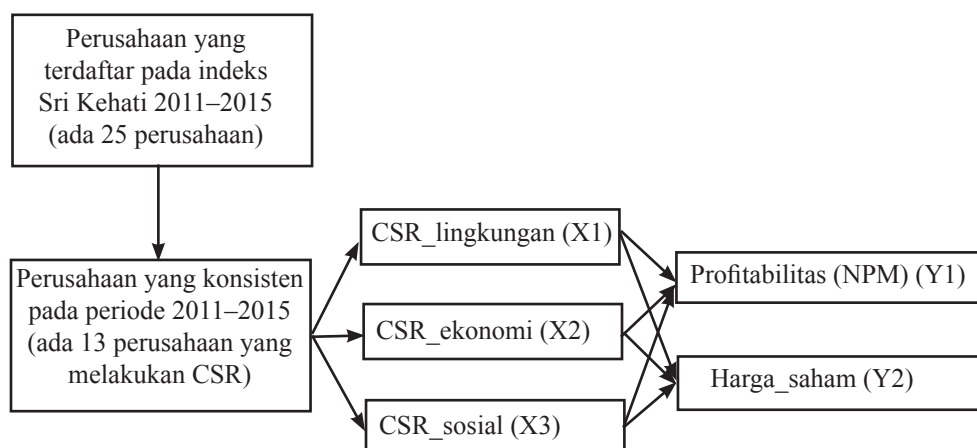 Perusahaan yang
terdaftar pada indeks
Sri Kehati 2011–2015
(ada 25 perusahaan)
Perusahaan yang konsisten
pada periode 2011–2015
(ada 13 perusahaan yang
melakukan CSR)
CSR_lingkungan (X1)
CSR_ekonomi (X2)
CSR_sosial (X3)
Profitabilitas (NPM) (Y1)
Harga_saham (Y2)